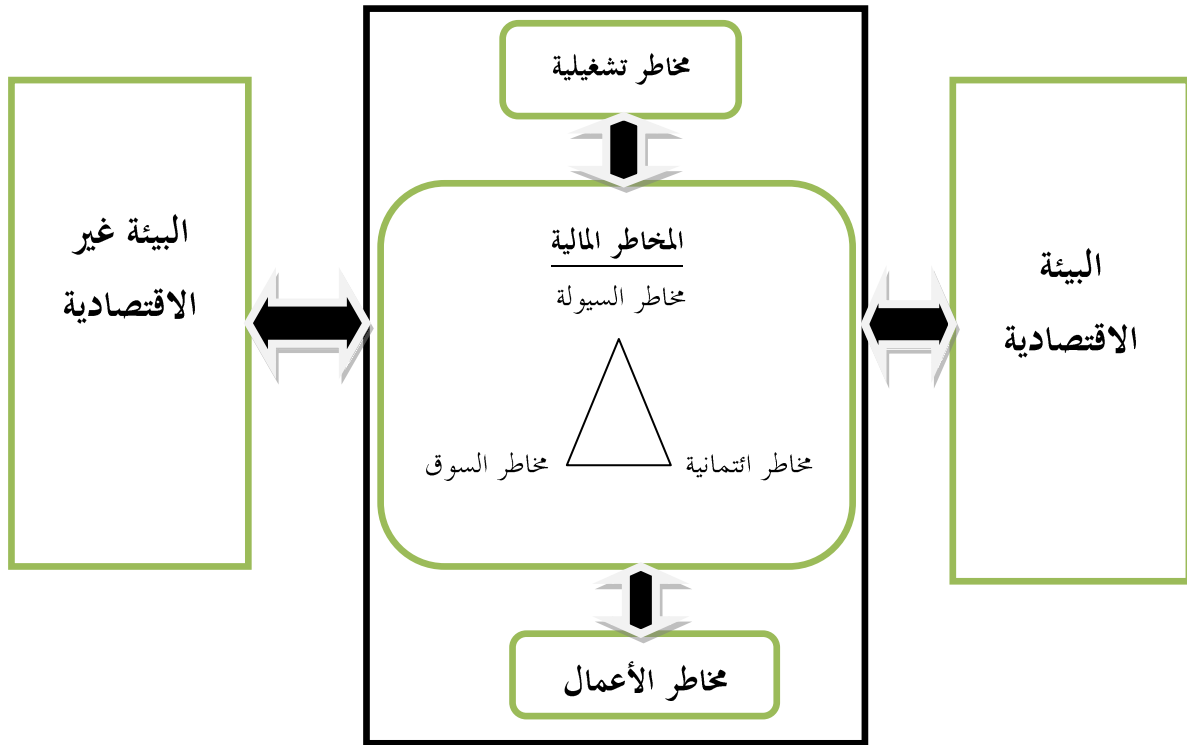 مخاطر تشغيلية
البيئة
الاقتصادية
المخاطر المالية
مخاطر السيولة
مخاطر ائتمانية
مخاطر السوق
البيئة غير
الاقتصادية
مخاطر الأعمال